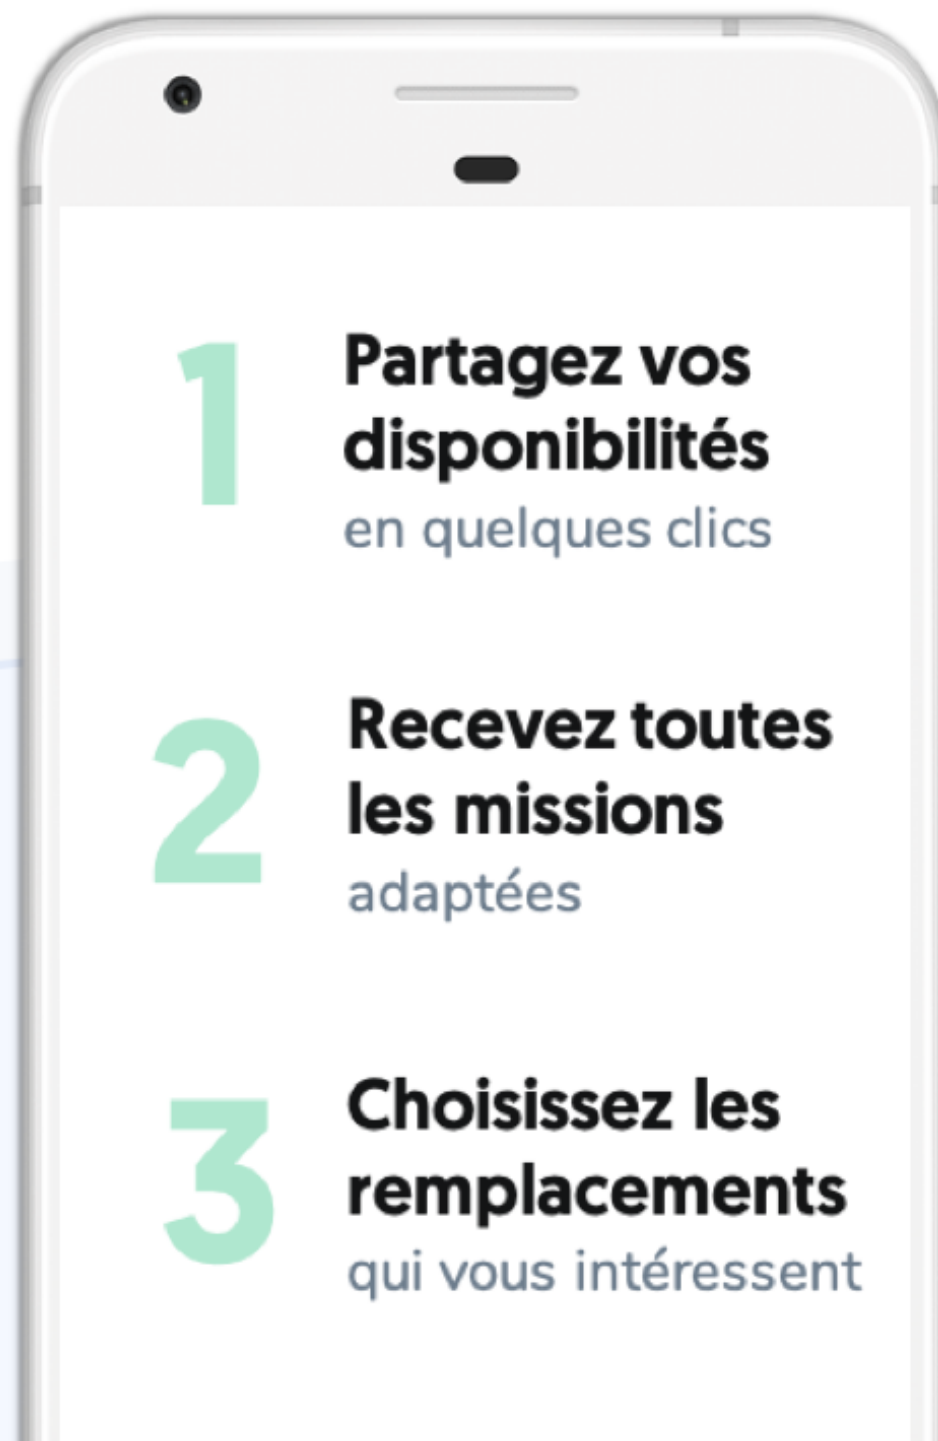 1
Partagez vos
disponibilités
en quelques clics
2
Recevez toutes
les missions
adaptées
3
Choisissez les
remplacements
qui vous intéressent